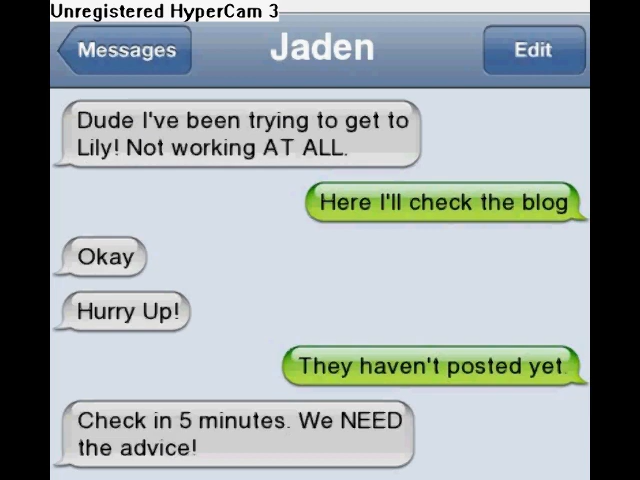 Unregistered HyperCam 3
Messages
Jaden
Edit
Dude I've been trying to get to
Lily! Not working AT ALL.
Here I'll check the blog
Okay
Hurry Up!
They haven't posted yet.
Check in 5 minutes. We NEED
the advice!